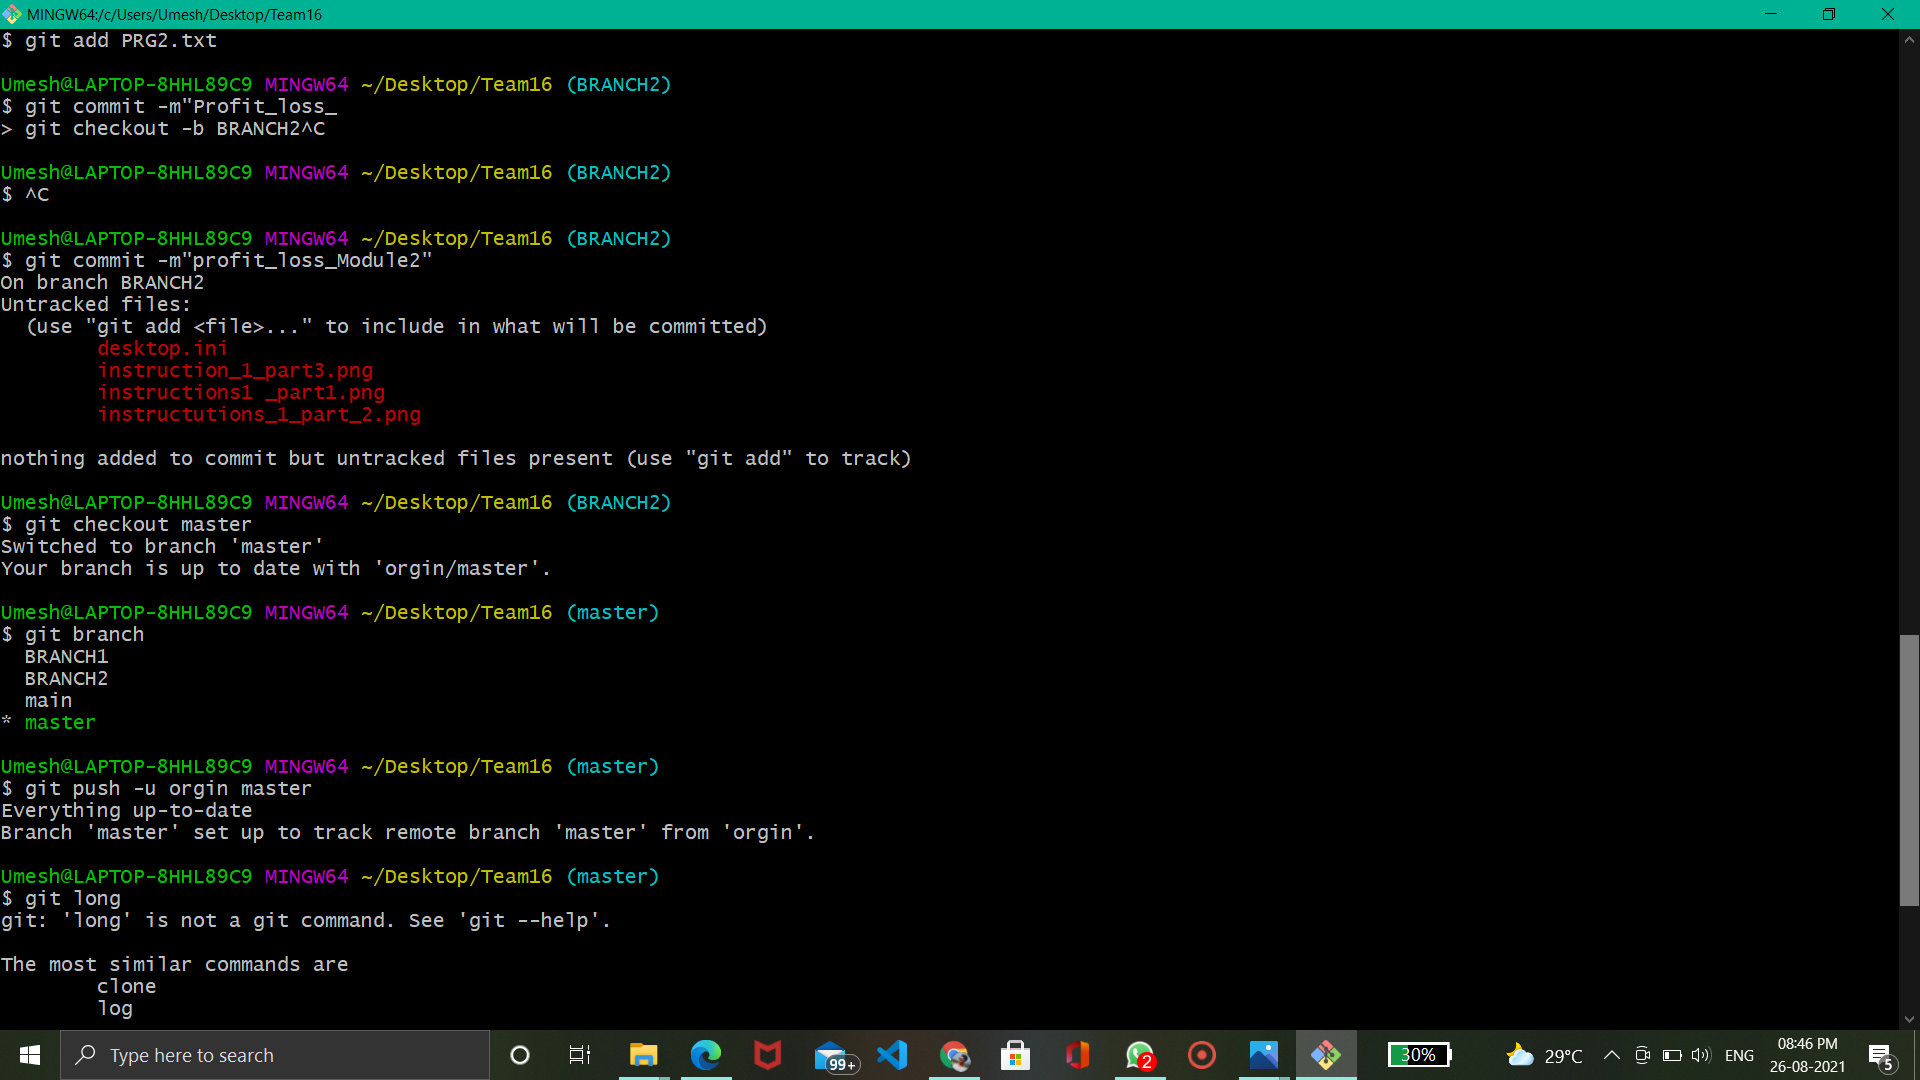 MINGW64:/c/Users/Umesh/Desktop/Team16
$ git add PRG2.txt
Umesh@LAPTOP-8HHL89C9 MINGW64 ~/Desktop/Team16 (BRANCH2)
$ git commit -m"Profit_loss_
> git checkout -b BRANCH2^C
Umesh@LAPTOP-8HHL89C9 MINGW64 ~/Desktop/Team16 (BRANCH2)
$ ^C
Umesh@LAPTOP-8HHL89C9 MINGW64 ~/Desktop/Team16 (BRANCH2)
$ git commit -m"profit_loss_Module2"
On branch BRANCH2
Untracked files:
  (use "git add <file>..." to include in what will be committed)
        desktop.ini
        instruction_1_part3.png
        instructions1 _part1.png
        instructutions_1_part_2.png
nothing added to commit but untracked files present (use "git add" to track)
Umesh@LAPTOP-8HHL89C9 MINGW64 ~/Desktop/Team16 (BRANCH2)
$ git checkout master
Switched to branch 'master'
Your branch is up to date with 'orgin/master'.
Umesh@LAPTOP-8HHL89C9 MINGW64 ~/Desktop/Team16 (master)
$ git branch
  BRANCH1
  BRANCH2
  main
* master
Umesh@LAPTOP-8HHL89C9 MINGW64 ~/Desktop/Team16 (master)
$ git push -u orgin master
Everything up-to-date
Branch 'master' set up to track remote branch 'master' from 'orgin'.
Umesh@LAPTOP-8HHL89C9 MINGW64 ~/Desktop/Team16 (master)
$ git long
git: 'long' is not a git command. See 'git --help'.
The most similar commands are
        clone
        log
Type here to search
99+
2
30%
29°C
ENG
08:46 PM
26-08-2021
5